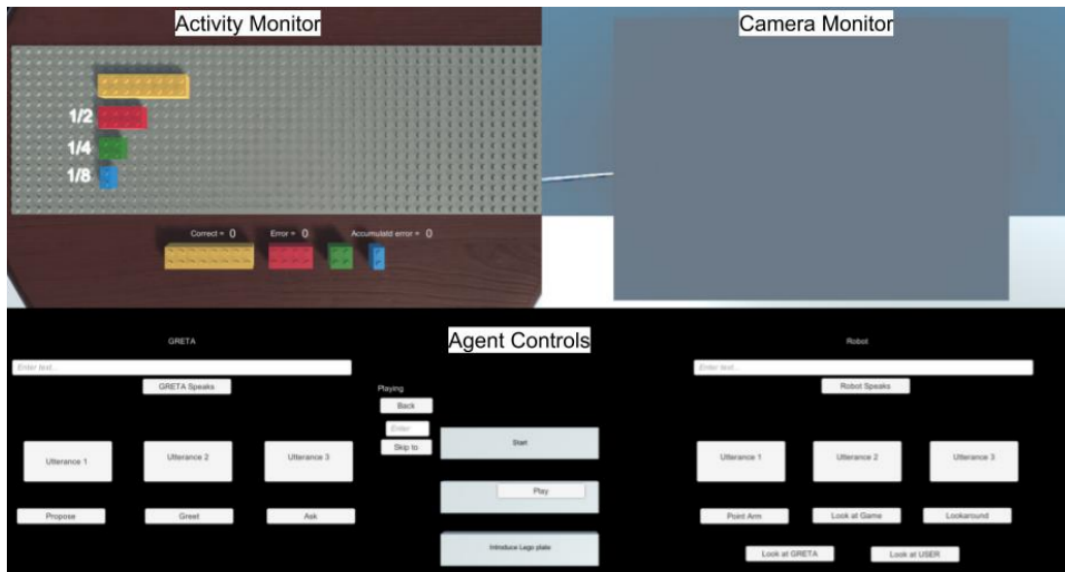 Activity Monitor
Camera Monitor
1/2
1/4
1/8
Correct = 0 Error = 0 Accumulatd error = 0
Agent Controls
GRETA
Enter text...
GRETA Speaks
Utterance 1
Utterance 2
Utterance 3
Propose
Greet
Ask
Playing
Back
Enter
Skip to
Start
Play
Introduce Lego plate
Robot
Enter text...
Robot Speaks
Utterance 1
Utterance 2
Utterance 3
Point Arm
Look at Game
Lookaround
Look at GRETA
Look at USER